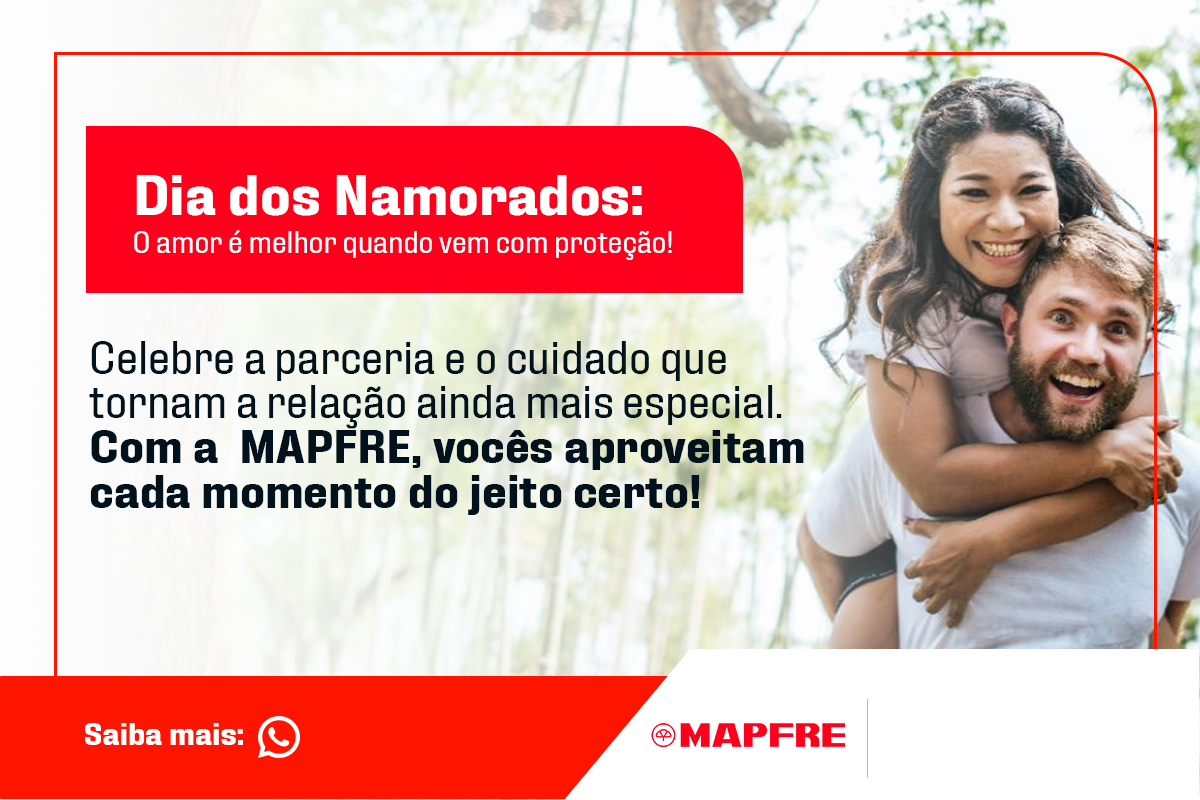 Dia dos Namorados:
O amor é melhor quando vem com proteção!
Celebre a parceria e o cuidado que
tornam a relação ainda mais especial.
Com a  MAPFRE, vocês aproveitam
cada momento do jeito certo!
Saiba mais:
MAPFRE